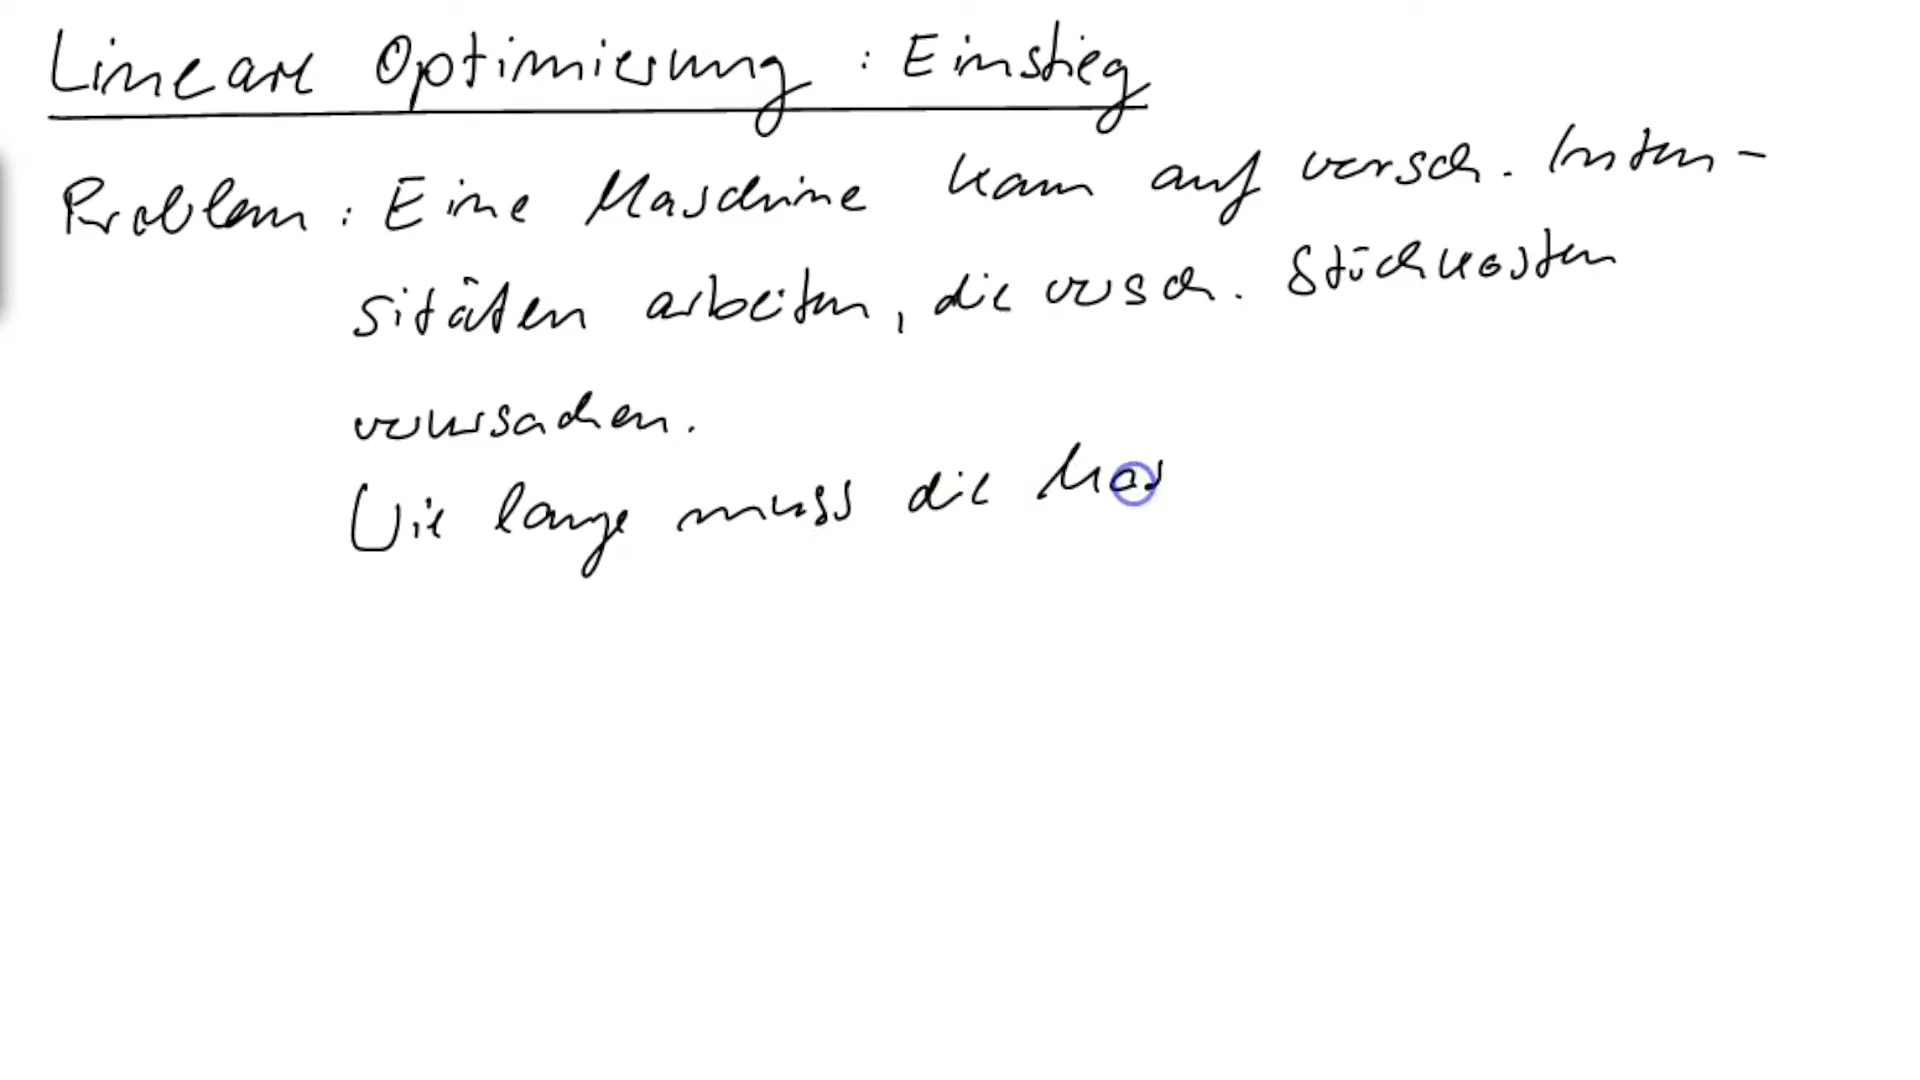 Lineare Optimierung : Einstieg
Problem : Eine Maschine kann auf versch. Inten-
sitäten arbeiten, die versch. Stückkosten
verursachen.
Wie lange muss die Mas